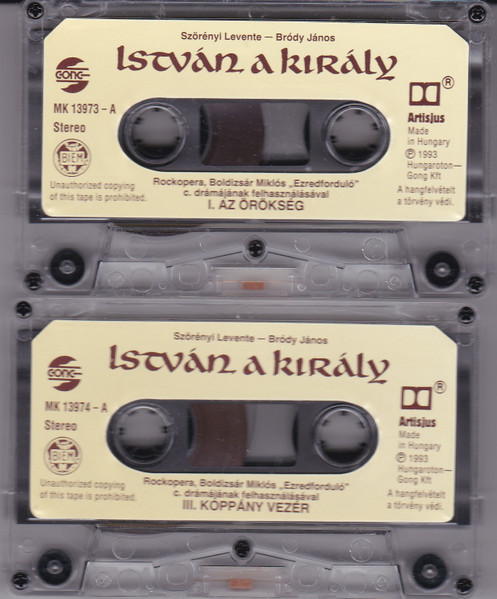 Szörényi Levente – Bródy János
István a király
GONG
MK 13973 – A
Stereo
BIEM
Unauthorized copying
of this tape is prohibited.
®
Artisjus
Made
in Hungary
℗ 1993
Hungaroton–
Gong Kft
A hangfelvételt
a törvény védi.
Rockopera, Boldizsár Miklós „Ezredforduló"
c. drámájának felhasználásával
I. AZ ÖRÖKSÉG
Szörényi Levente – Bródy János
István a király
GONG
MK 13974 – A
Stereo
BIEM
Unauthorized copying
of this tape is prohibited.
®
Artisjus
Made
in Hungary
℗ 1993
Hungaroton–
Gong Kft
A hangfelvételt
a törvény védi.
Rockopera, Boldizsár Miklós „Ezredforduló"
c. drámájának felhasználásával
III. KOPPÁNY VEZÉR